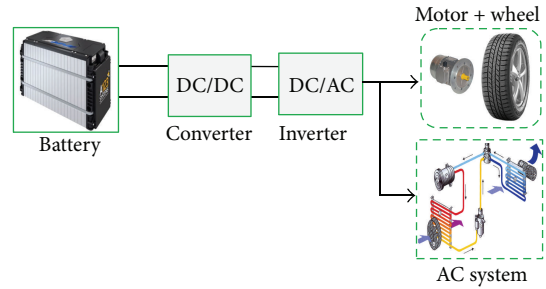 Motor + wheel
DC/DC
DC/AC
Battery
Converter
Inverter
AC system